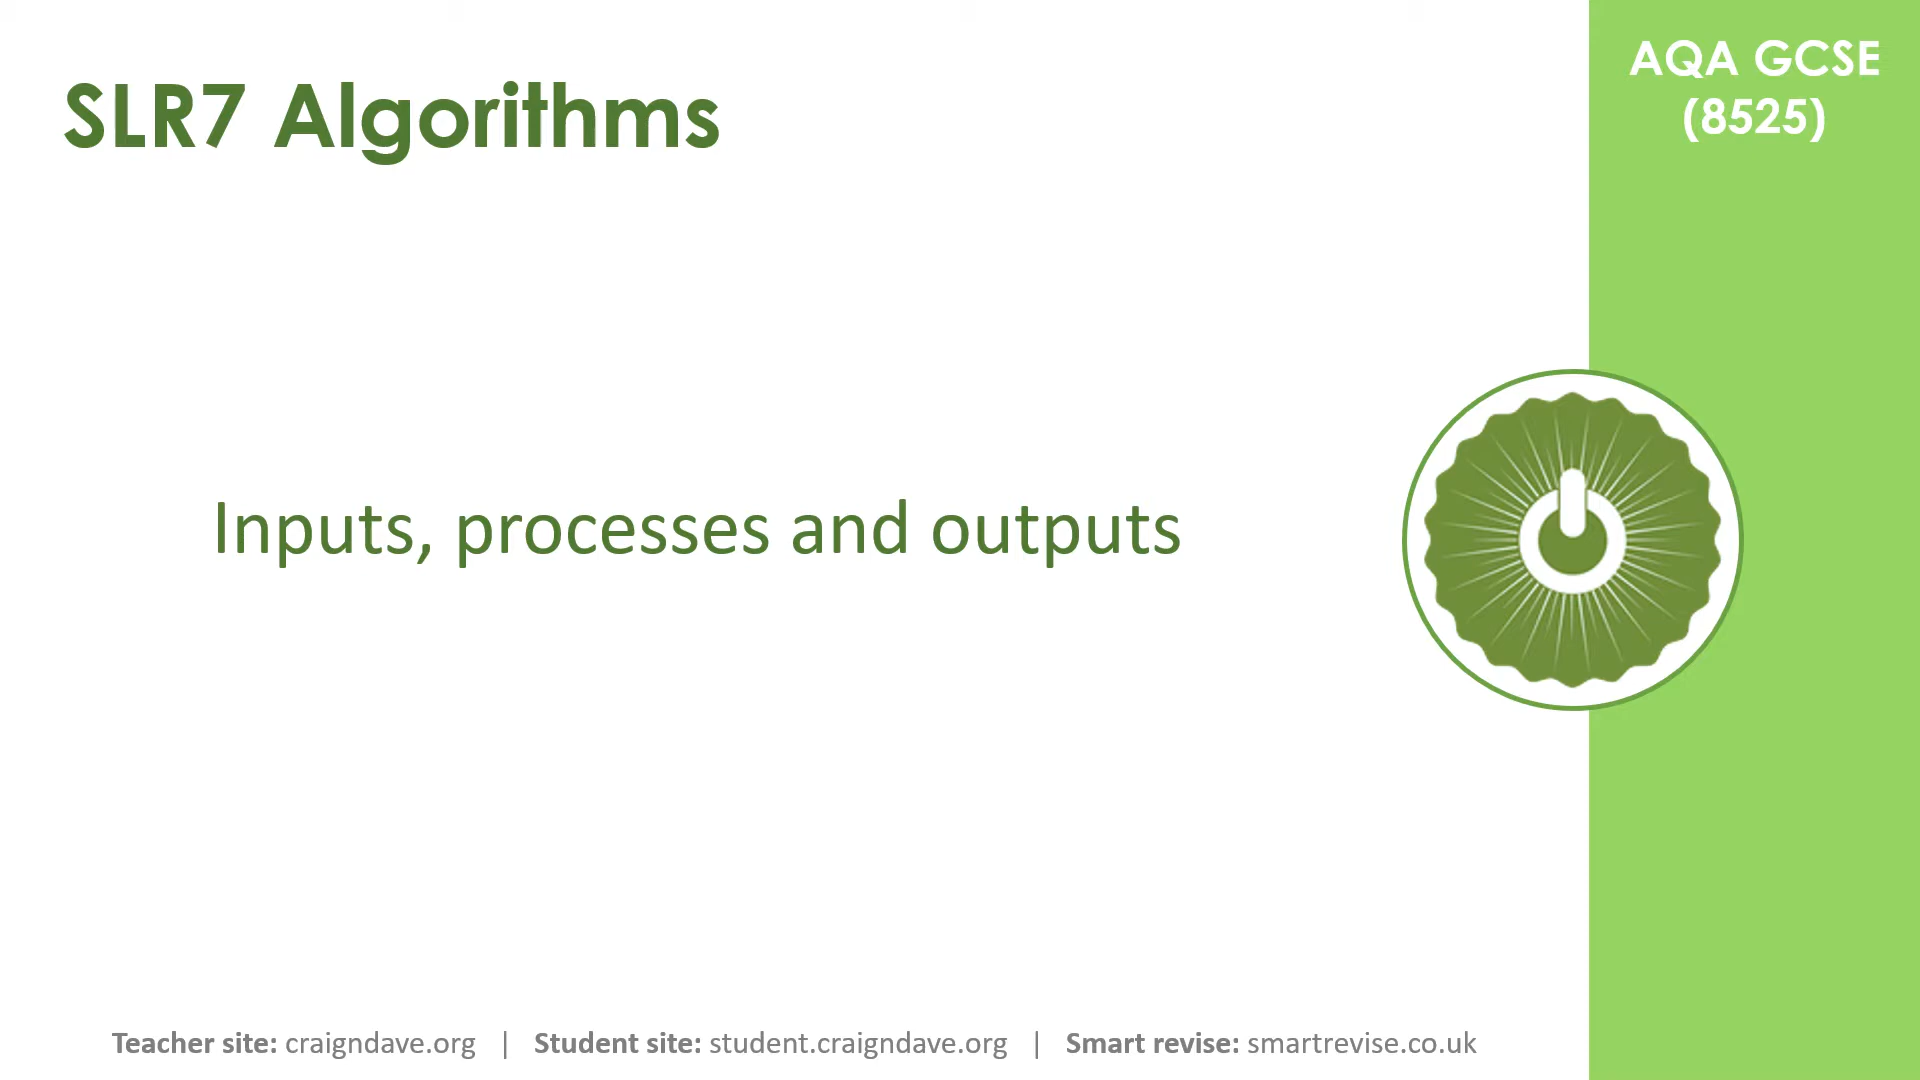 SLR7 Algorithms
AQA GCSE
(8525)
Inputs, processes and outputs
Teacher site: craigndave.org | Student site: student.craigndave.org | Smart revise: smartrevise.co.uk